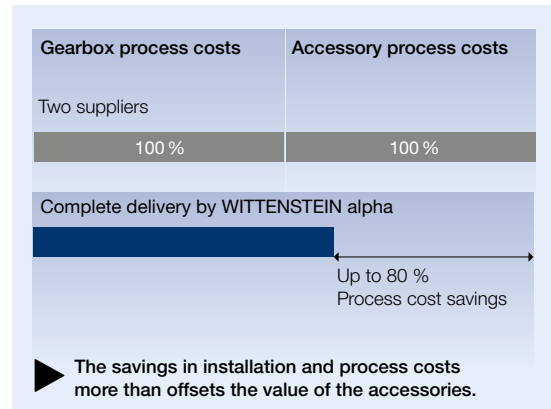 Gearbox process costs
Accessory process costs
Two suppliers
100 %
100 %
Complete delivery by WITTENSTEIN alpha
Up to 80 %
Process cost savings
The savings in installation and process costs
more than offsets the value of the accessories.